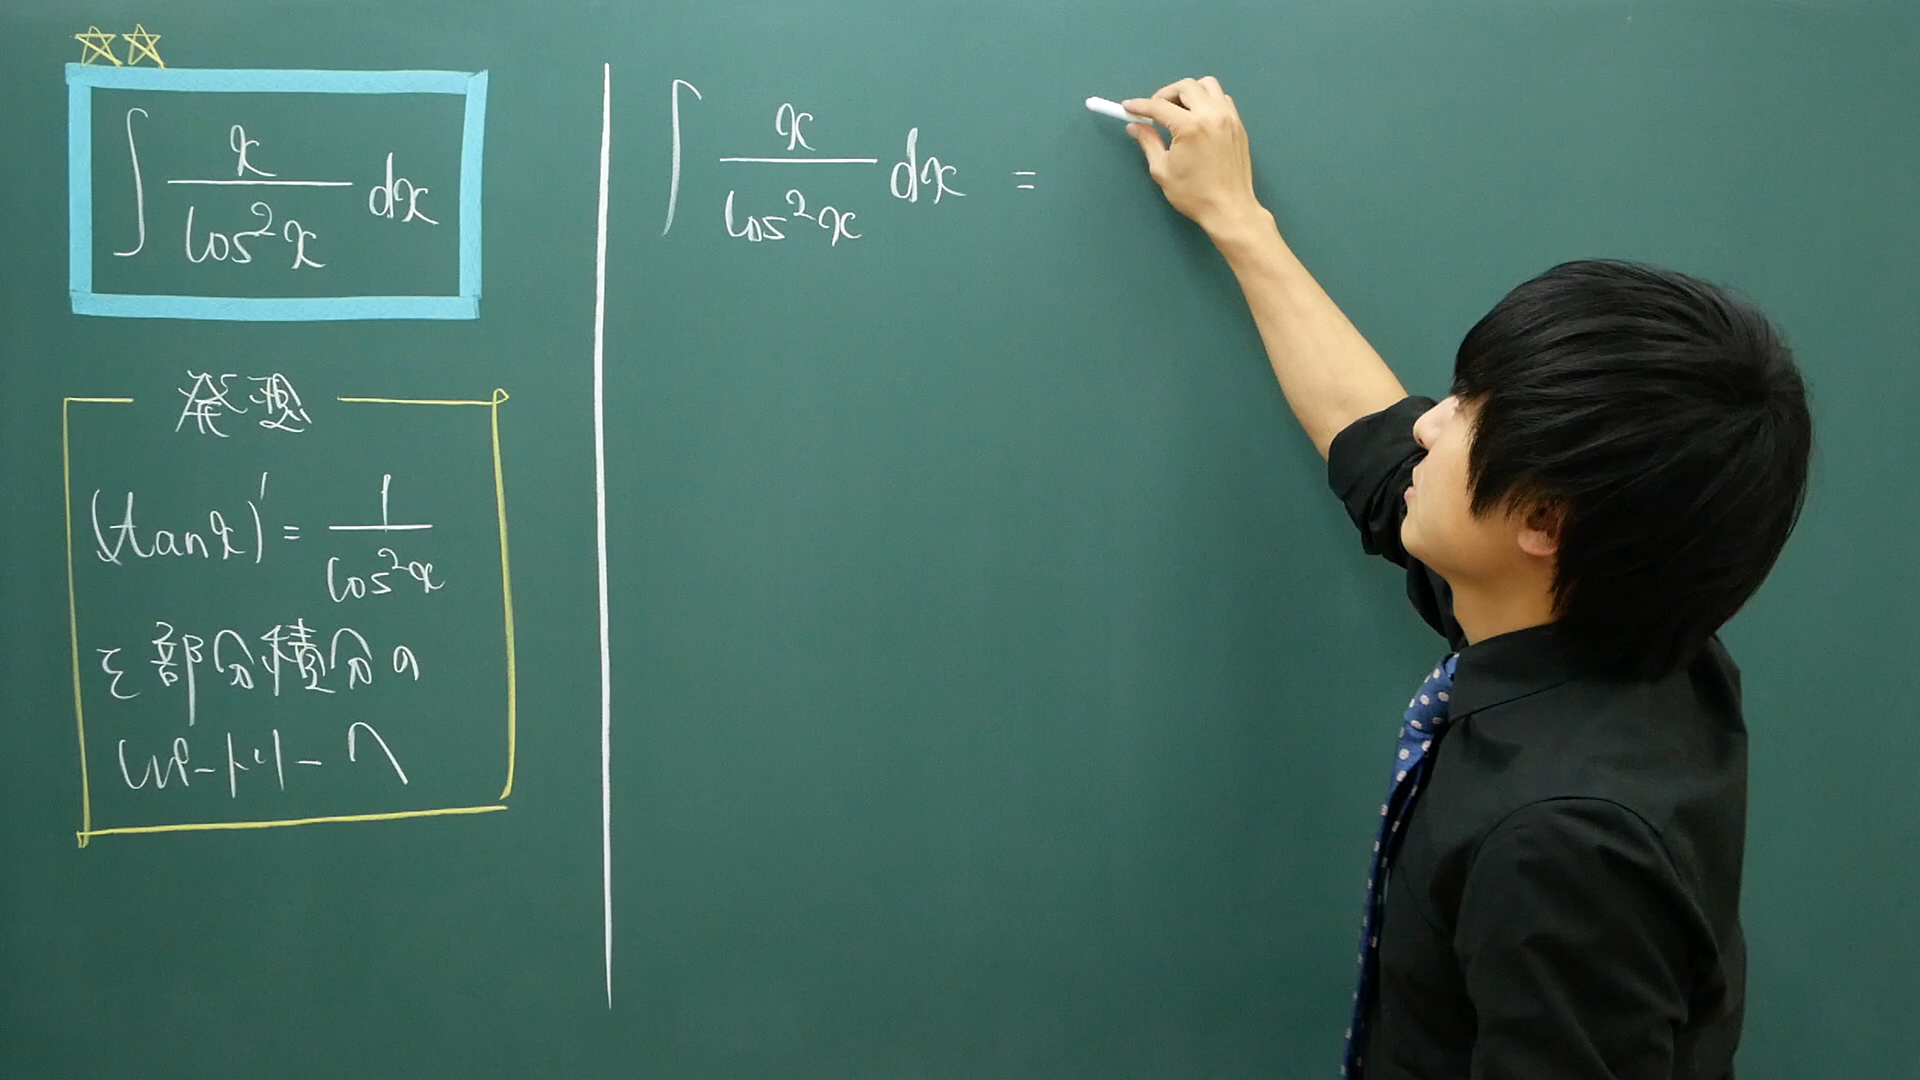 ☆☆
∫ x/cos²x dx
発想
(tan x)' = 1/cos²x
を部分積分の
レパートリーへ
∫ x/cos²x dx =